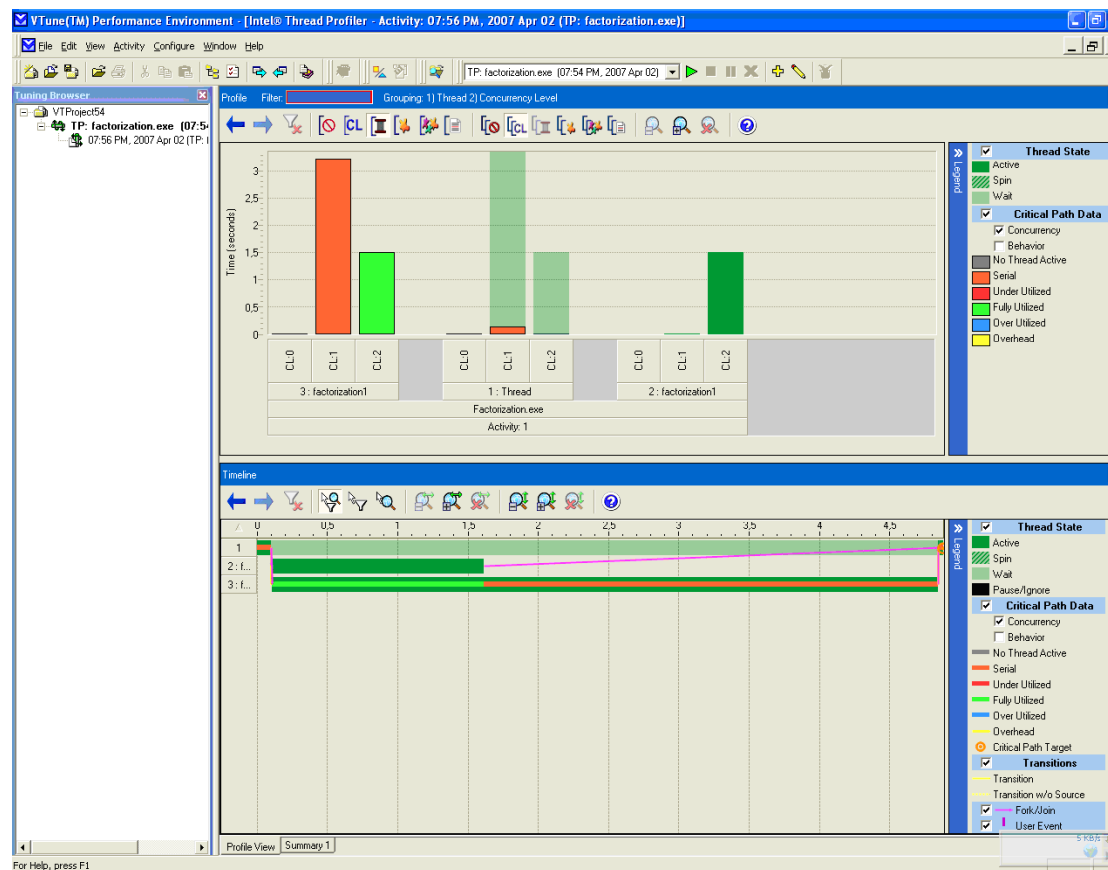 VTune(TM) Performance Environment - [Intel® Thread Profiler - Activity: 07:56 PM, 2007 Apr 02 (TP: factorization.exe)]
File Edit View Activity Configure Window Help
TP: factorization.exe (07:54 PM, 2007 Apr 02)
Tuning Browser
VTProject54
TP: factorization.exe (07:5
07:56 PM, 2007 Apr 02 (TP:
Profile Filter: Grouping: 1) Thread 2) Concurrency Level
CL CL
Time (seconds)
3
2,5
2
1,5
1
0,5
0
CL:0 CL:1 CL:2 CL:0 CL:1 CL:2 CL:0 CL:1 CL:2
3 : factorization1 1 : Thread 2 : factorization1
Factorization.exe
Activity: 1
Legend
Thread State
Active
Spin
Wait
Critical Path Data
Concurrency
Behavior
No Thread Active
Serial
Under Utilized
Fully Utilized
Over Utilized
Overhead
Timeline
0 0,5 1 1,5 2 2,5 3 3,5 4 4,5
1
2 : f...
3 : f...
Legend
Thread State
Active
Spin
Wait
Pause/Ignore
Critical Path Data
Concurrency
Behavior
No Thread Active
Serial
Under Utilized
Fully Utilized
Over Utilized
Overhead
Critical Path Target
Transitions
Transition
Transition w/o Source
Fork/Join
User Event
5 KB/s
Profile View Summary 1
For Help, press F1